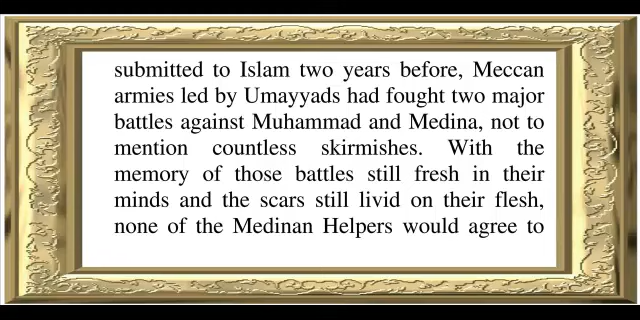 submitted to Islam two years before, Meccan
armies led by Umayyads had fought two major
battles against Muhammad and Medina, not to
mention countless skirmishes. With the
memory of those battles still fresh in their
minds and the scars still livid on their flesh,
none of the Medinan Helpers would agree to